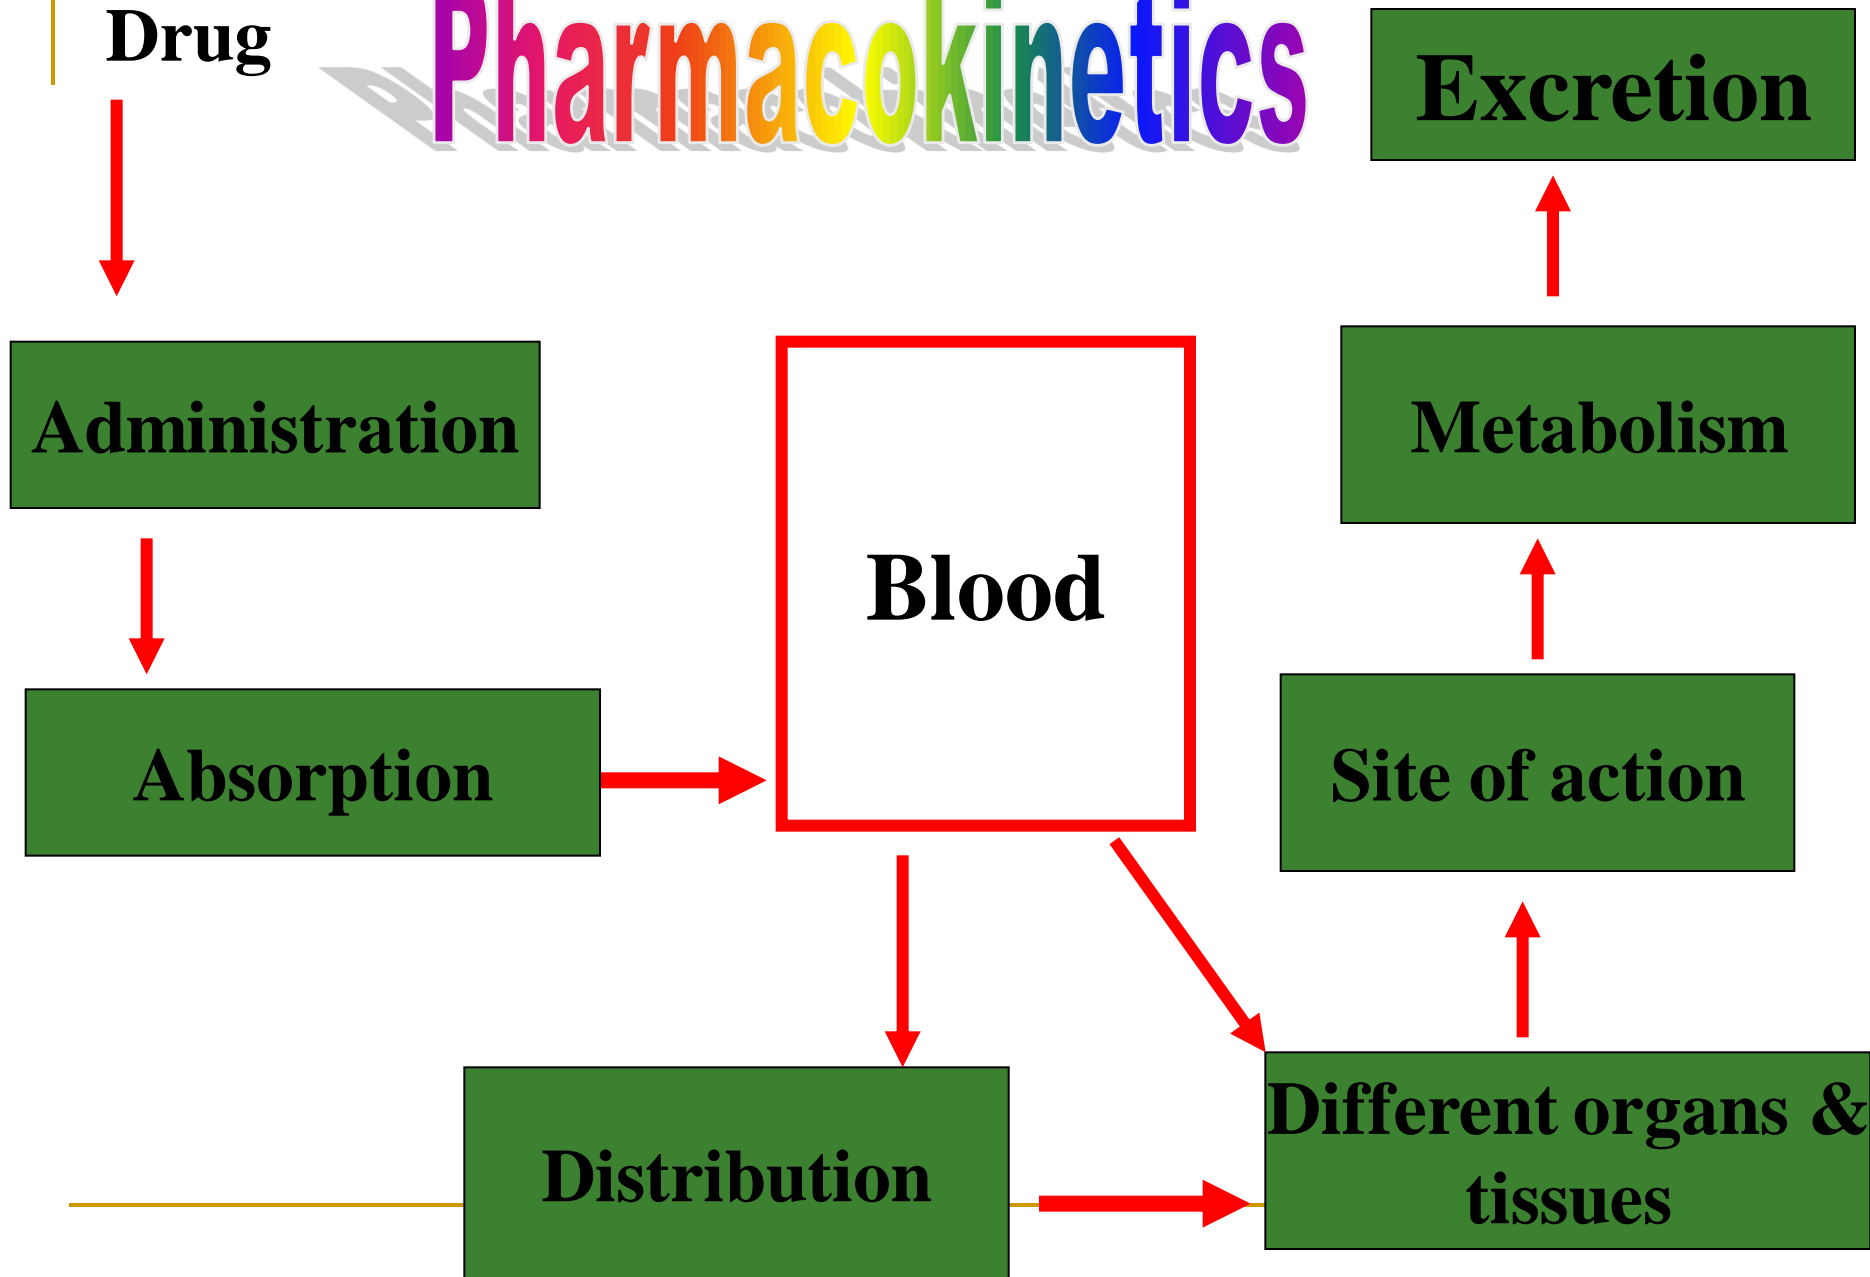 Drug
Pharmacokinetics
Excretion
Administration
Metabolism
Blood
Absorption
Site of action
Distribution
Different organs &
tissues